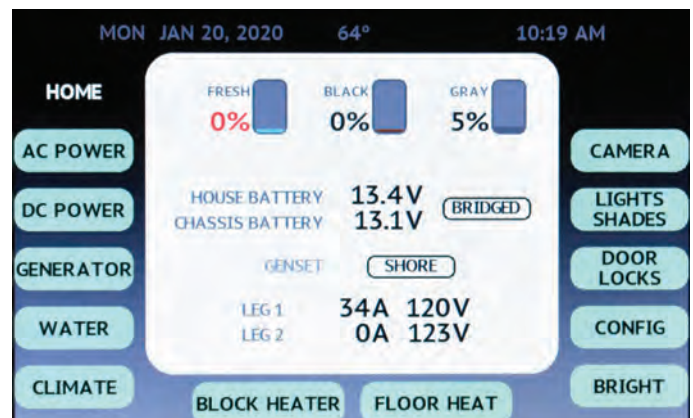 MON JAN 20, 2020 64° 10:19 AM
HOME
FRESH BLACK GRAY
0% 0% 5%
AC POWER
CAMERA
DC POWER
HOUSE BATTERY 13.4V
CHASSIS BATTERY 13.1V
BRIDGED
LIGHTS
SHADES
GENERATOR
GENSET SHORE
DOOR
LOCKS
WATER
LEG 1 34A 120V
LEG 2 0A 123V
CONFIG
CLIMATE
BLOCK HEATER
FLOOR HEAT
BRIGHT